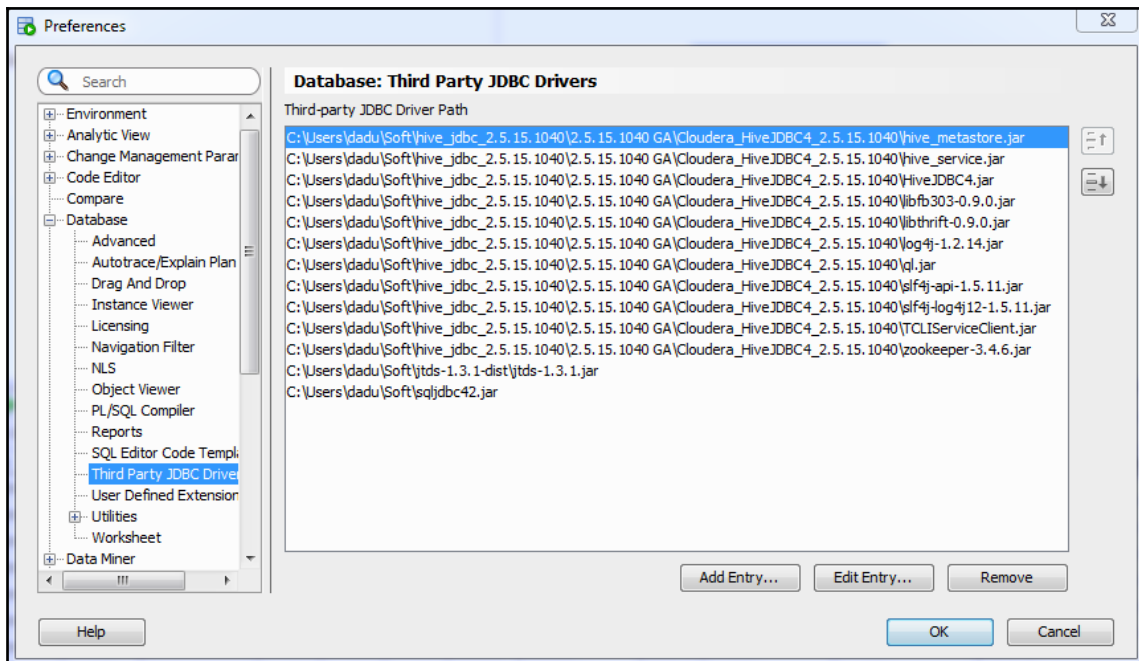 Preferences
Search
Environment
Analytic View
Change Management Parar
Code Editor
Compare
Database
Advanced
Autotrace/Explain Plan
Drag And Drop
Instance Viewer
Licensing
Navigation Filter
NLS
Object Viewer
PL/SQL Compiler
Reports
SQL Editor Code Templa
Third Party JDBC Driver
User Defined Extension
Utilities
Worksheet
Data Miner
Database: Third Party JDBC Drivers
Third-party JDBC Driver Path
C:\Users\dadu\Soft\hive_jdbc_2.5.15.1040\2.5.15.1040 GA\Cloudera_HiveJDBC4_2.5.15.1040\hive_metastore.jar
C:\Users\dadu\Soft\hive_jdbc_2.5.15.1040\2.5.15.1040 GA\Cloudera_HiveJDBC4_2.5.15.1040\hive_service.jar
C:\Users\dadu\Soft\hive_jdbc_2.5.15.1040\2.5.15.1040 GA\Cloudera_HiveJDBC4_2.5.15.1040\HiveJDBC4.jar
C:\Users\dadu\Soft\hive_jdbc_2.5.15.1040\2.5.15.1040 GA\Cloudera_HiveJDBC4_2.5.15.1040\libfb303-0.9.0.jar
C:\Users\dadu\Soft\hive_jdbc_2.5.15.1040\2.5.15.1040 GA\Cloudera_HiveJDBC4_2.5.15.1040\libthrift-0.9.0.jar
C:\Users\dadu\Soft\hive_jdbc_2.5.15.1040\2.5.15.1040 GA\Cloudera_HiveJDBC4_2.5.15.1040\log4j-1.2.14.jar
C:\Users\dadu\Soft\hive_jdbc_2.5.15.1040\2.5.15.1040 GA\Cloudera_HiveJDBC4_2.5.15.1040\ql.jar
C:\Users\dadu\Soft\hive_jdbc_2.5.15.1040\2.5.15.1040 GA\Cloudera_HiveJDBC4_2.5.15.1040\slf4j-api-1.5.11.jar
C:\Users\dadu\Soft\hive_jdbc_2.5.15.1040\2.5.15.1040 GA\Cloudera_HiveJDBC4_2.5.15.1040\slf4j-log4j12-1.5.11.jar
C:\Users\dadu\Soft\hive_jdbc_2.5.15.1040\2.5.15.1040 GA\Cloudera_HiveJDBC4_2.5.15.1040\TCLIServiceClient.jar
C:\Users\dadu\Soft\hive_jdbc_2.5.15.1040\2.5.15.1040 GA\Cloudera_HiveJDBC4_2.5.15.1040\zookeeper-3.4.6.jar
C:\Users\dadu\Soft\jtds-1.3.1-dist\jtds-1.3.1.jar
C:\Users\dadu\Soft\sqljdbc42.jar
Add Entry... Edit Entry... Remove
Help OK Cancel